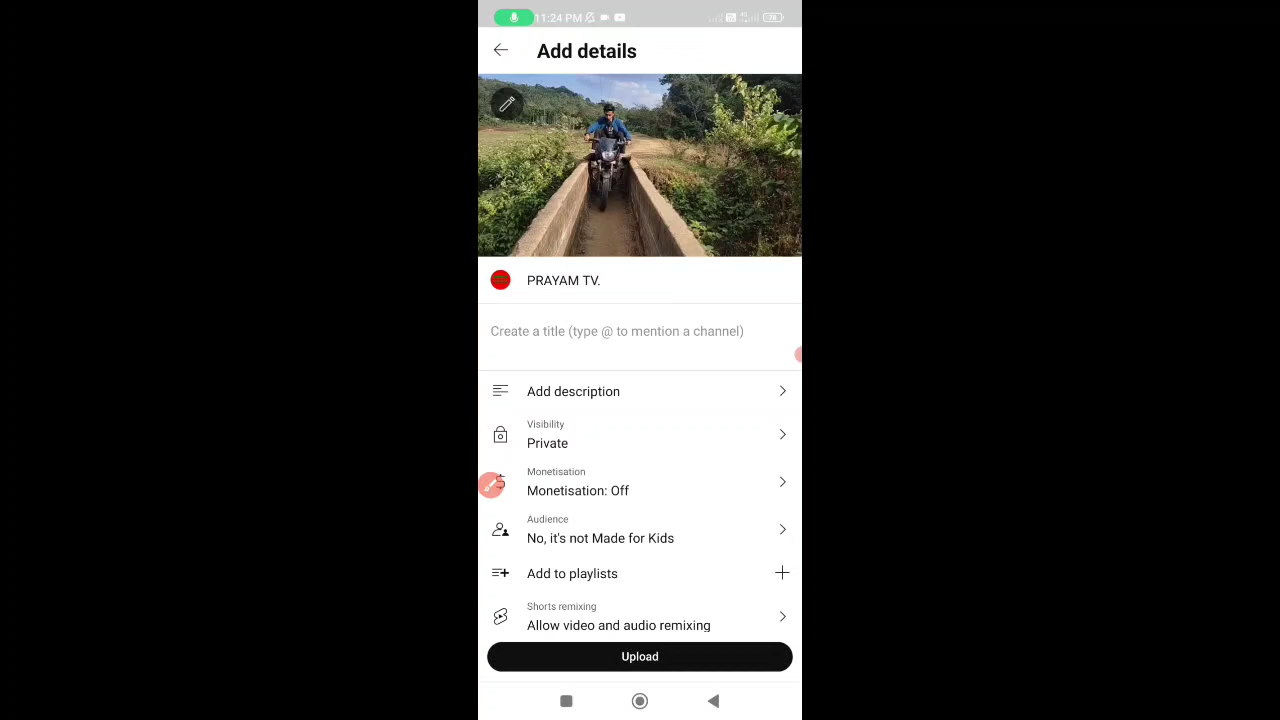 11:24 PM
78
Add details
PRAYAM TV.
Create a title (type @ to mention a channel)
Add description
Visibility
Private
Monetisation
Monetisation: Off
Audience
No, it's not Made for Kids
Add to playlists
Shorts remixing
Allow video and audio remixing
Upload